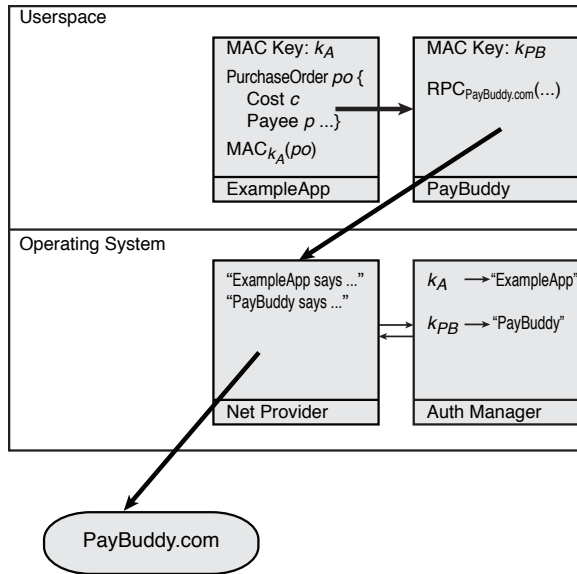 Userspace
MAC Key: kA
PurchaseOrder po {
Cost c
Payee p ...}
MACkA(po)
ExampleApp
MAC Key: kPB
RPCPayBuddy.com(...)
PayBuddy
Operating System
“ExampleApp says ...”
“PayBuddy says ...”
Net Provider
kA “ExampleApp”
kPB “PayBuddy”
Auth Manager
PayBuddy.com